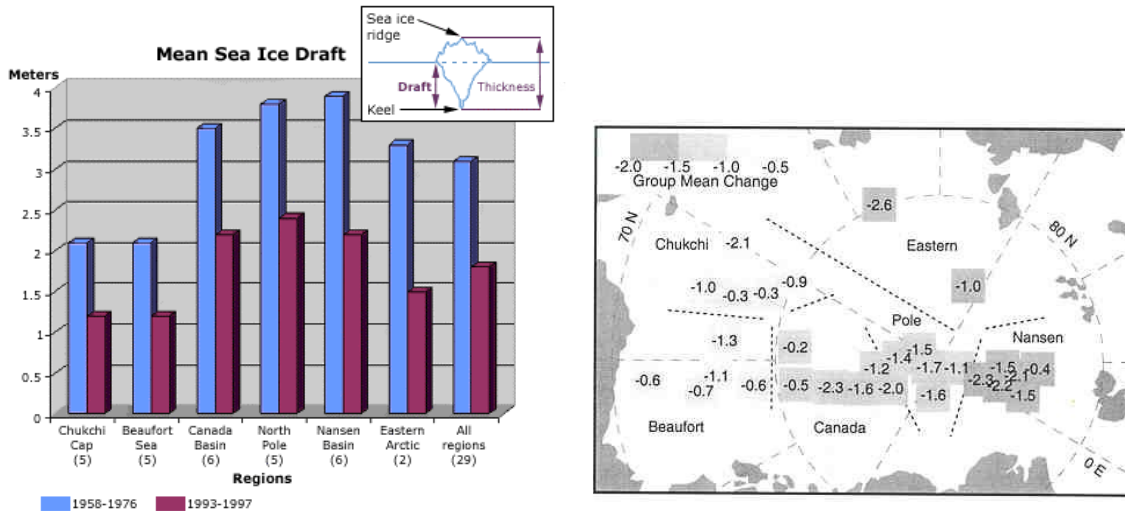 Mean Sea Ice Draft
Meters
4
3.5
3
2.5
2
1.5
1
0.5
0
Chukchi
Cap
(5)
Beaufort
Sea
(5)
Canada
Basin
(6)
North
Pole
(5)
Nansen
Basin
(6)
Eastern
Arctic
(2)
All
regions
(29)
Regions
1958-1976
1993-1997
Sea ice
ridge
Draft
Thickness
Keel
-2.0 -1.5 -1.0 -0.5
Group Mean Change
70 N
Chukchi
-2.1
-2.6
Eastern
80 N
-1.0
-0.3
-0.3
-0.9
-1.0
Pole
Nansen
-1.3
-0.2
-1.2
-1.4
-1.5
-1.7
-1.1
-1.5
-0.4
-2.1
-2.3
-2.2
-1.5
-0.6
-0.7
-1.1
-0.6
-0.5
-2.3
-1.6
-2.0
-1.6
Beaufort
Canada
0 E